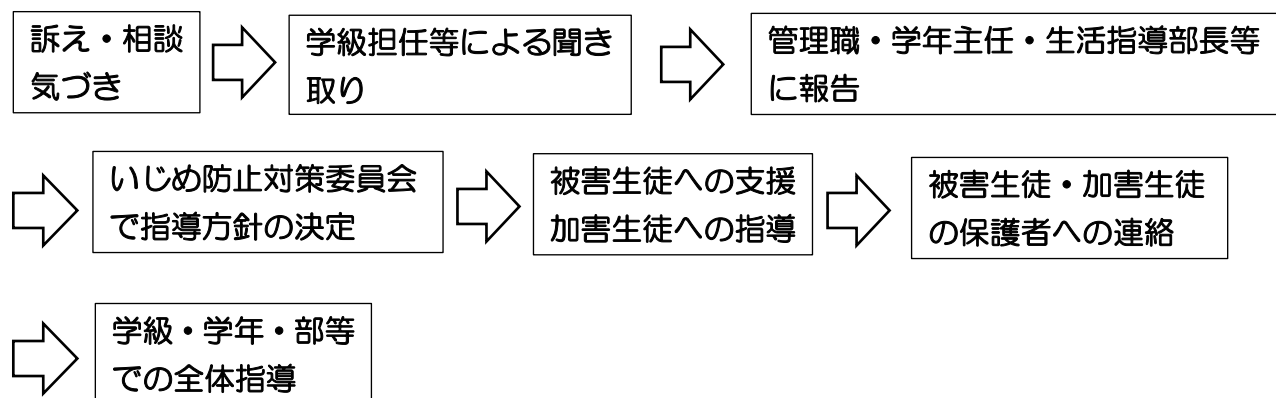 訴え・相談
気づき
学級担任等による聞き
取り
管理職・学年主任・生活指導部長等
に報告
いじめ防止対策委員会
で指導方針の決定
被害生徒への支援
加害生徒への指導
被害生徒・加害生徒
の保護者への連絡
学級・学年・部等
での全体指導